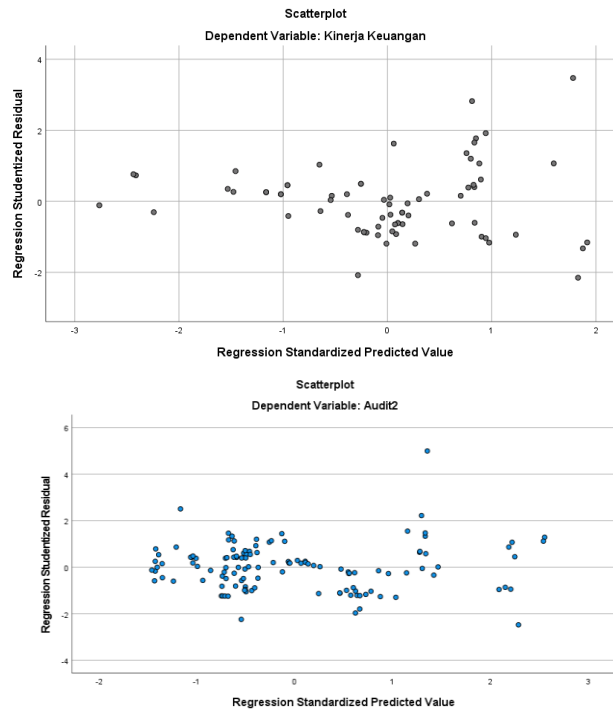 Scatterplot
Dependent Variable: Kinerja Keuangan
Regression Studentized Residual
4
2
0
-2
-3
-2
-1
0
1
2
Regression Standardized Predicted Value
Scatterplot
Dependent Variable: Audit2
Regression Studentized Residual
6
4
2
0
-2
-4
-2
-1
0
1
2
3
Regression Standardized Predicted Value